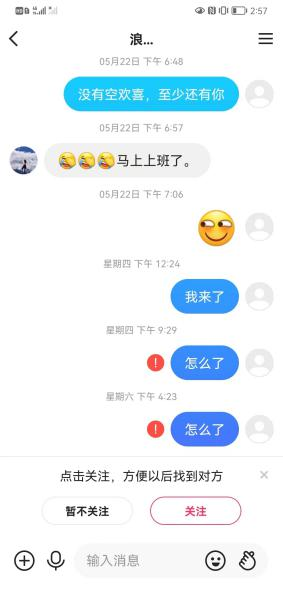 2:57
浪...
05月22日 下午 6:48
没有空欢喜，至少还有你
05月22日 下午 6:57
马上上班了。
05月22日 下午 7:06
星期四 下午 12:24
我来了
星期四 下午 9:29
怎么了
星期六 下午 4:23
怎么了
点击关注，方便以后找到对方
暂不关注
关注
输入消息